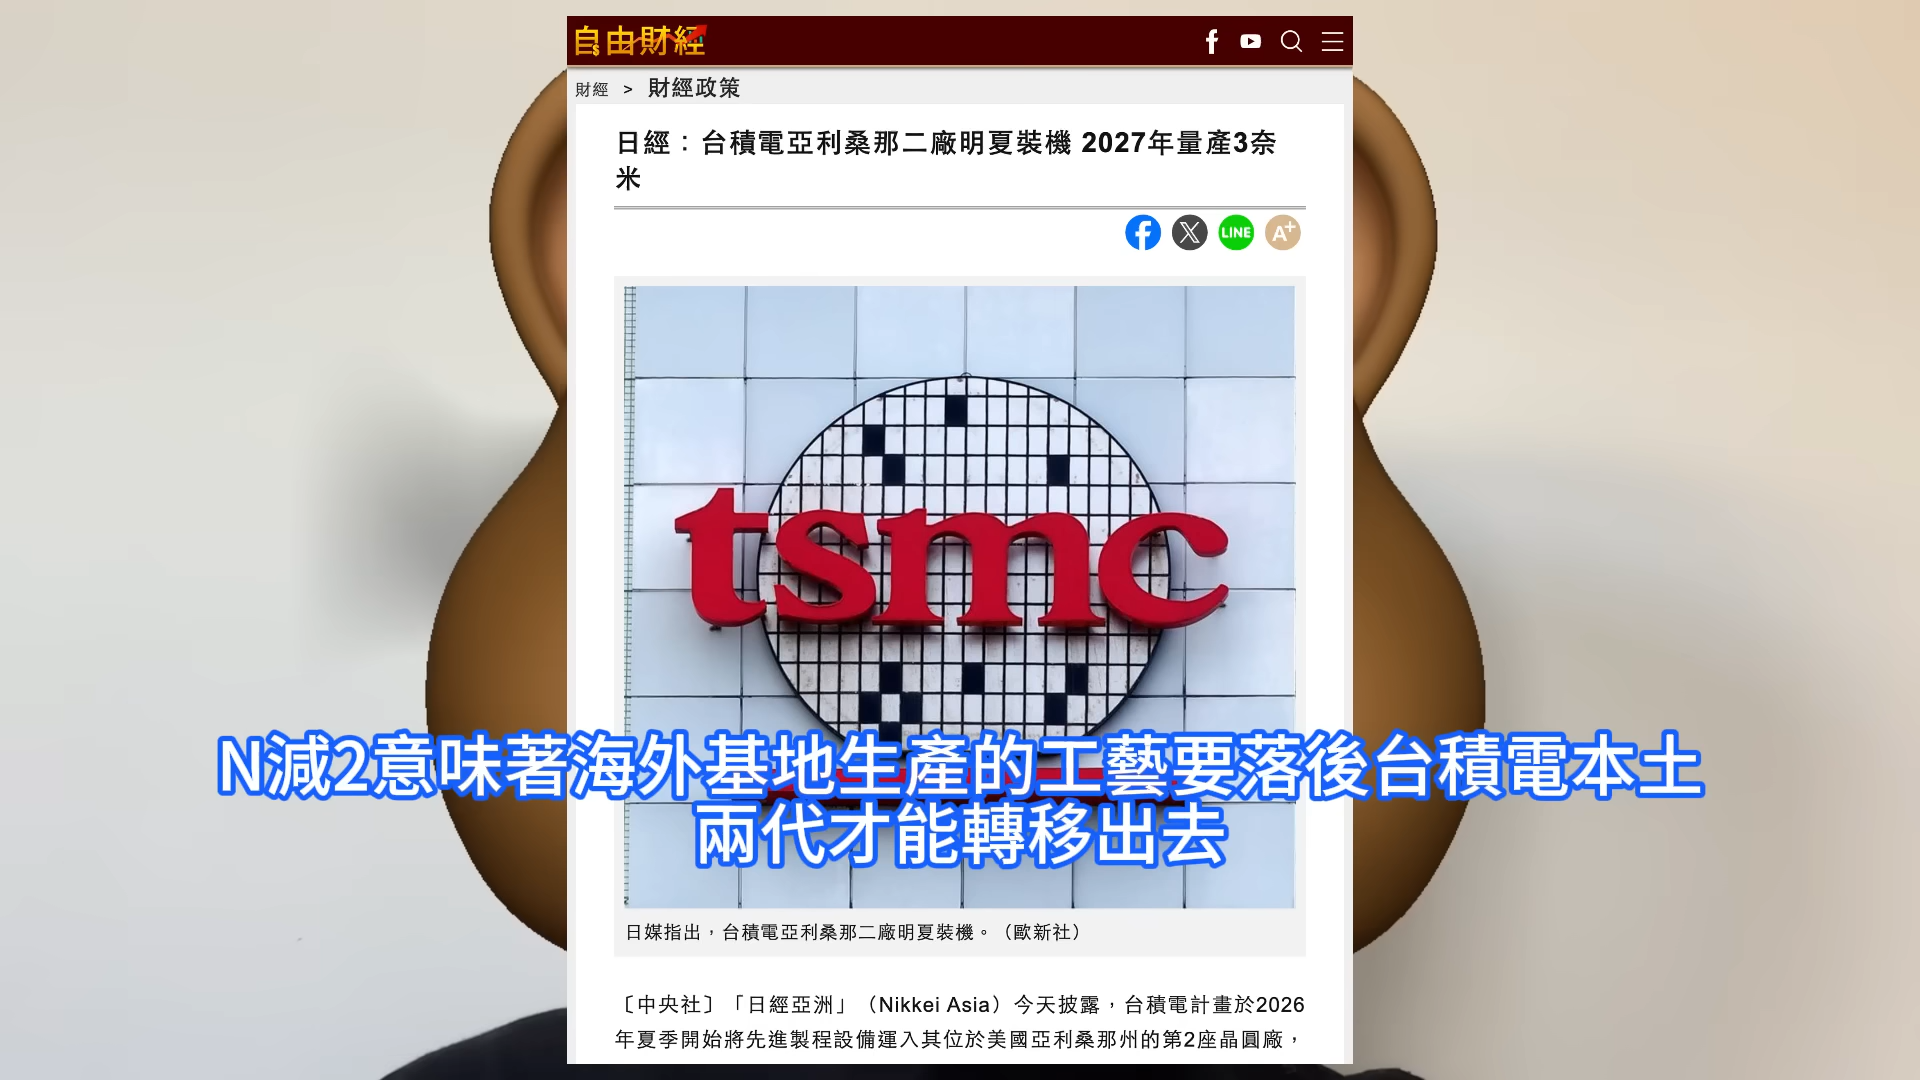 自由財經
財經 > 財經政策
日經：台積電亞利桑那二廠明夏裝機 2027年量產3奈
米
LINE
A+
tsmc
N減2意味著海外基地生產的工藝要落後台積電本土
兩代才能轉移出去
日媒指出，台積電亞利桑那二廠明夏裝機。（歐新社）
〔中央社〕「日經亞洲」（Nikkei Asia）今天披露，台積電計畫於2026
年夏季開始將先進製程設備運入其位於美國亞利桑那州的第2座晶圓廠，